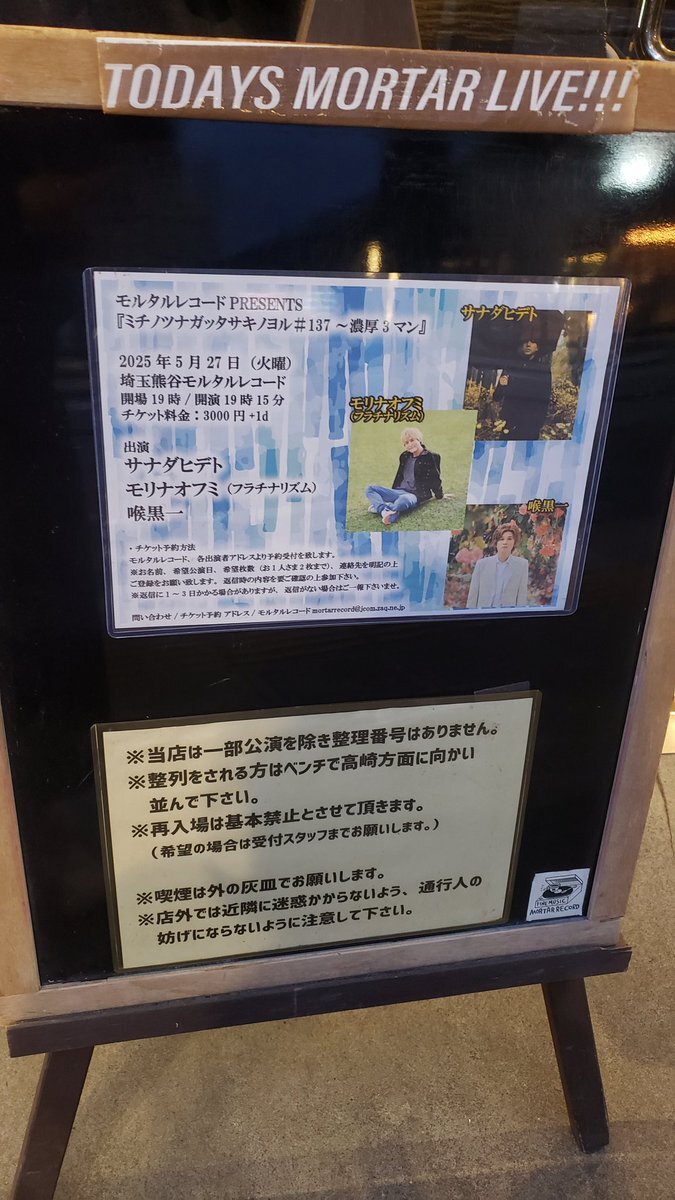 TODAYS MORTAR LIVE!!!
モルタルレコード PRESENTS
『ミチノツナガッタサキノヨル＃137 ～濃厚3マン』
2025年5月27日（火曜）
埼玉熊谷モルタルレコード
開場19時 / 開演19時15分
チケット料金：3000円+1d
出演
サナダヒデト
モリナオフミ（フラチナリズム）
喉黒一
サナダヒデト
モリナオフミ
(フラチナリズム)
喉黒一
・チケット予約方法
モルタルレコード、各出演者アドレスより予約受付を致します。
※お名前、希望公演日、希望枚数（お1人さま2枚まで）、連絡先を明記の上
ご登録をお願い致します。返信時の内容を要ご確認の上参加下さい。
※返信に1～3日かかる場合がありますが、返信がない場合はご一報下さいませ。
問い合わせ / チケット予約 アドレス / モルタルレコード mortarrecord@jcom.zaq.ne.jp
※当店は一部公演を除き整理番号はありません。
※整列をされる方はベンチで高崎方面に向かい
並んで下さい。
※再入場は基本禁止とさせて頂きます。
（希望の場合は受付スタッフまでお願いします。）
※喫煙は外の灰皿でお願いします。
※店外では近隣に迷惑かからないよう、通行人の
妨げにならないように注意して下さい。
MUSIC
MORTAR RECORD